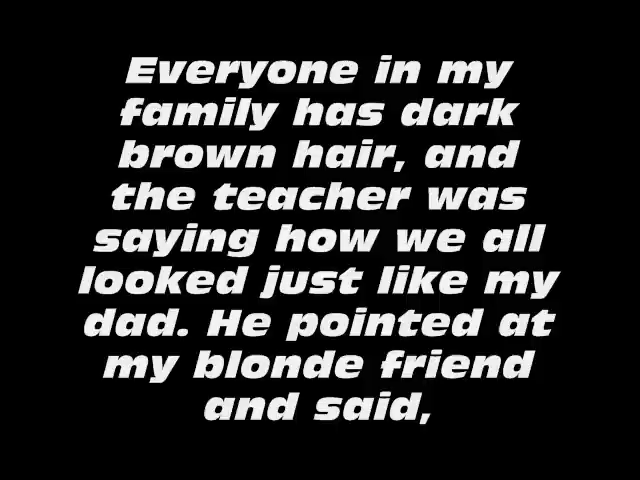 Everyone in my
family has dark
brown hair, and
the teacher was
saying how we all
looked just like my
dad. He pointed at
my blonde friend
and said,